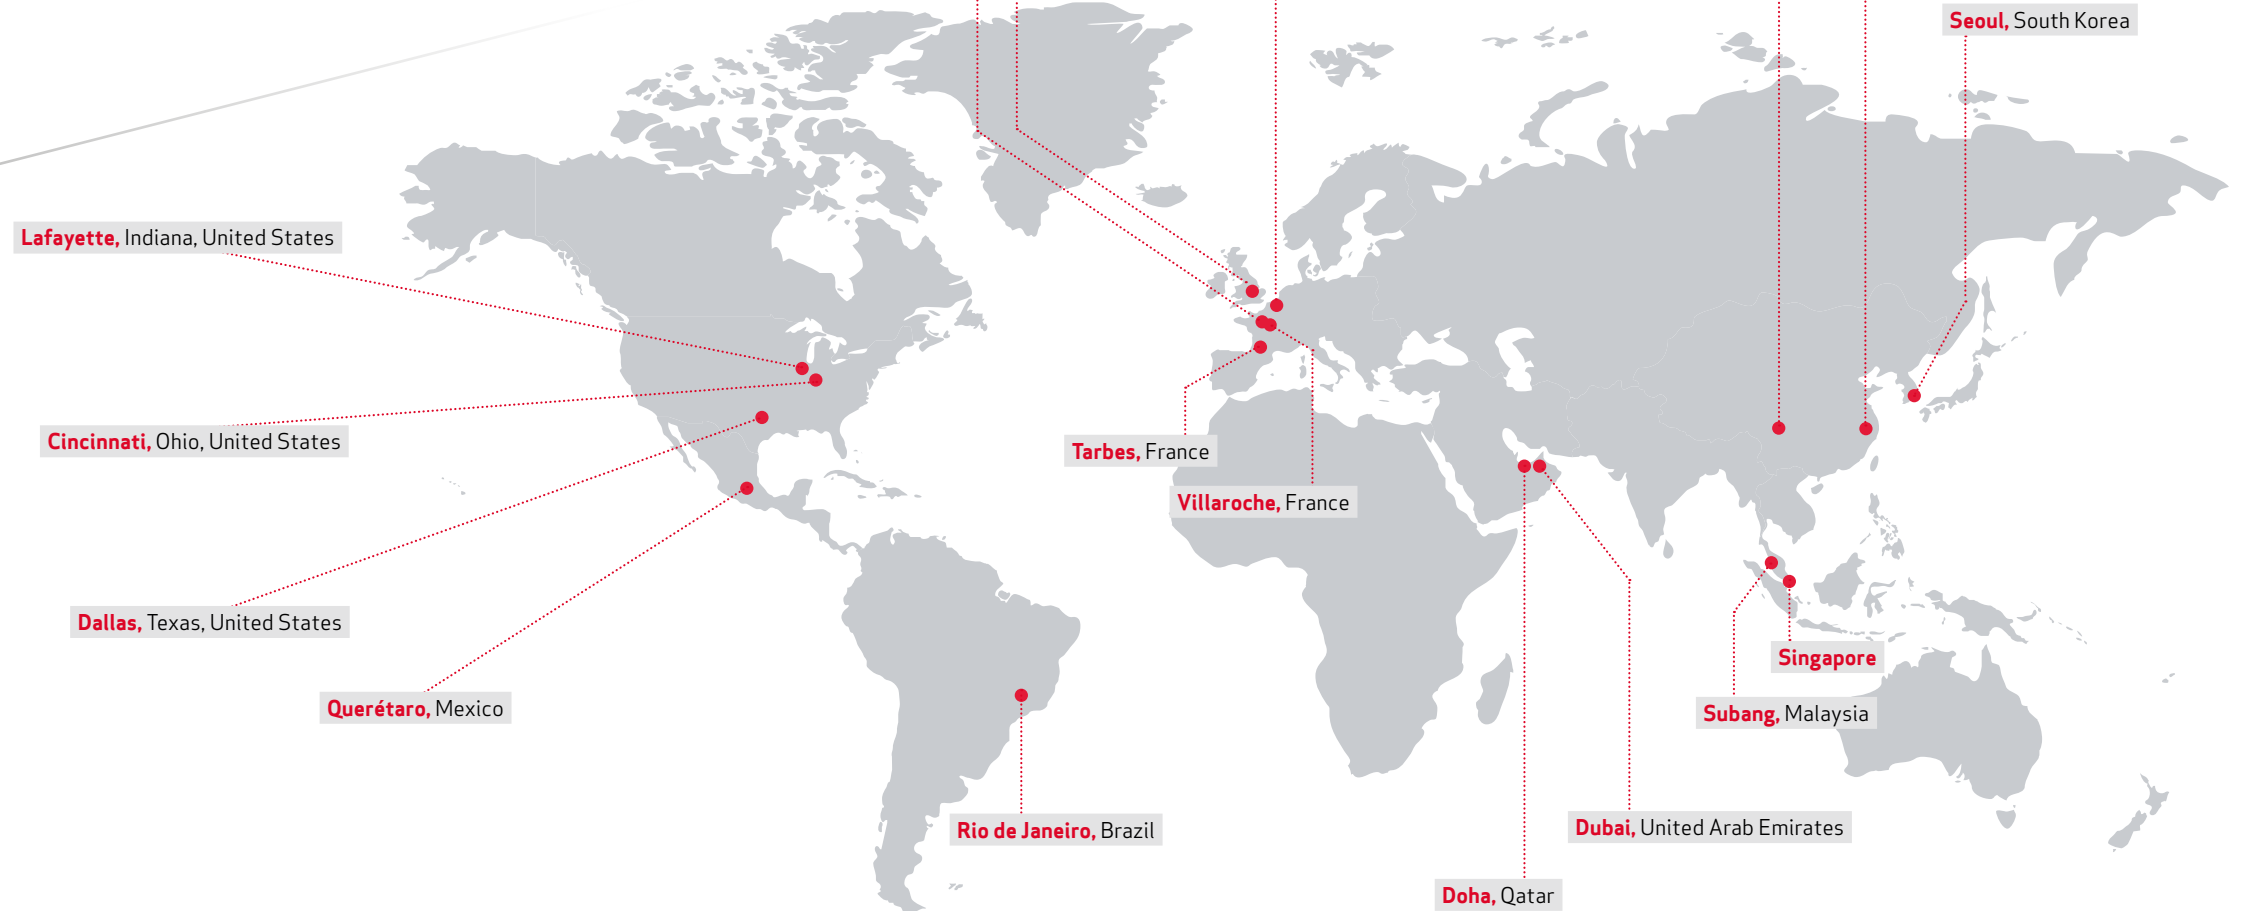 Seoul, South Korea
Lafayette, Indiana, United States
Cincinnati, Ohio, United States
Tarbes, France
Villaroche, France
Dallas, Texas, United States
Singapore
Querétaro, Mexico
Subang, Malaysia
Rio de Janeiro, Brazil
Dubai, United Arab Emirates
Doha, Qatar